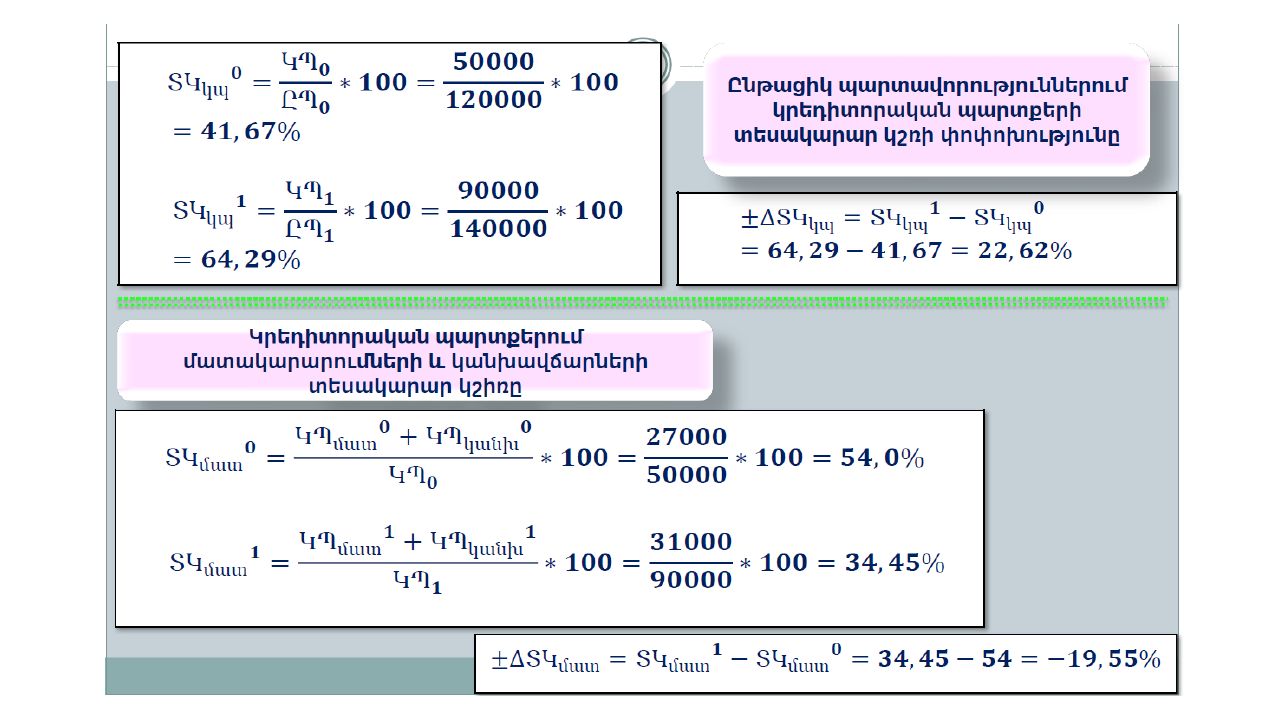 ՏԿկպ⁰ = ԿՊ₀/ԸՊ₀ * 100 = 50000/120000 * 100
= 41,67%
ՏԿկպ¹ = ԿՊ₁/ԸՊ₁ * 100 = 90000/140000 * 100
= 64,29%
Ընթացիկ պարտավորություններում
կրեդիտորական պարտքերի
տեսակարար կշռի փոփոխությունը
±ΔՏԿկպ = ՏԿկպ¹ − ՏԿկպ⁰
= 64,29 − 41,67 = 22,62%
Կրեդիտորական պարտքերում
մատակարարումների և կանխավճարների
տեսակարար կշիռը
ՏԿմատ⁰ = ԿՊմատ⁰ + ԿՊկանխ⁰/ԿՊ₀ * 100 = 27000/50000 * 100 = 54,0%
ՏԿմատ¹ = ԿՊմատ¹ + ԿՊկանխ¹/ԿՊ₁ * 100 = 31000/90000 * 100 = 34,45%
±ΔՏԿմատ = ՏԿմատ¹ − ՏԿմատ⁰ = 34,45 − 54 = −19,55%